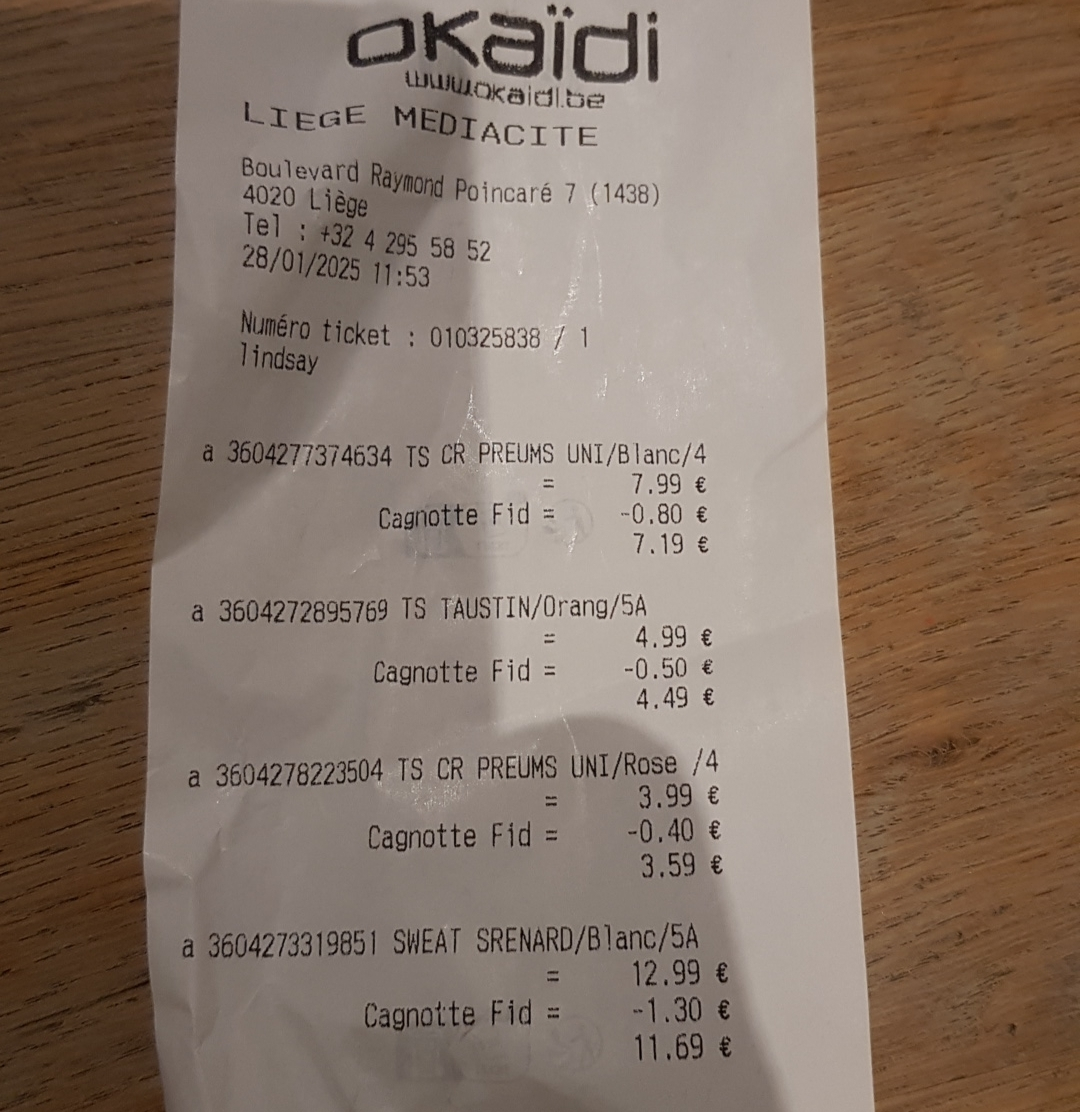 okaïdi
www.okaidi.be
LIEGE MEDIACITE
Boulevard Raymond Poincaré 7 (1438)
4020 Liège
Tel : +32 4 295 58 52
28/01/2025 11:53
Numéro ticket : 010325838 / 1
lindsay
a 3604277374634 TS CR PREUMS UNI/Blanc/4
= 7.99 €
Cagnotte Fid = -0.80 €
7.19 €
a 3604272895769 TS TAUSTIN/Orang/5A
= 4.99 €
Cagnotte Fid = -0.50 €
4.49 €
a 3604278223504 TS CR PREUMS UNI/Rose /4
= 3.99 €
Cagnotte Fid = -0.40 €
3.59 €
a 3604273319851 SWEAT SRENARD/Blanc/5A
= 12.99 €
Cagnotte Fid = -1.30 €
11.69 €